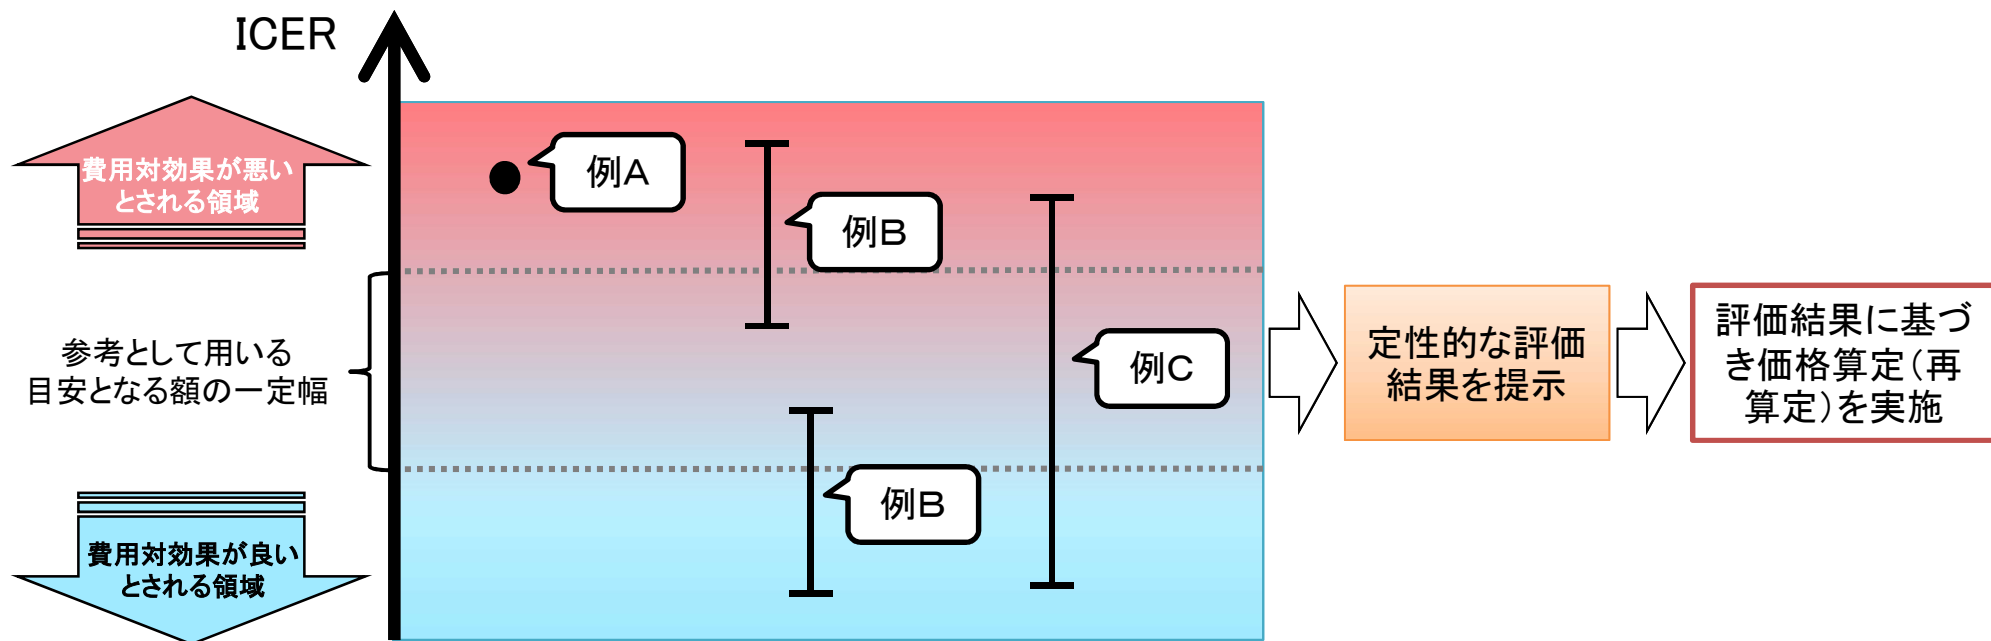 ICER
費用対効果が悪い
とされる領域
例A
例B
例C
例B
参考として用いる
目安となる額の一定幅
費用対効果が良い
とされる領域
定性的な評価
結果を提示
評価結果に基づ
き価格算定(再
算定)を実施